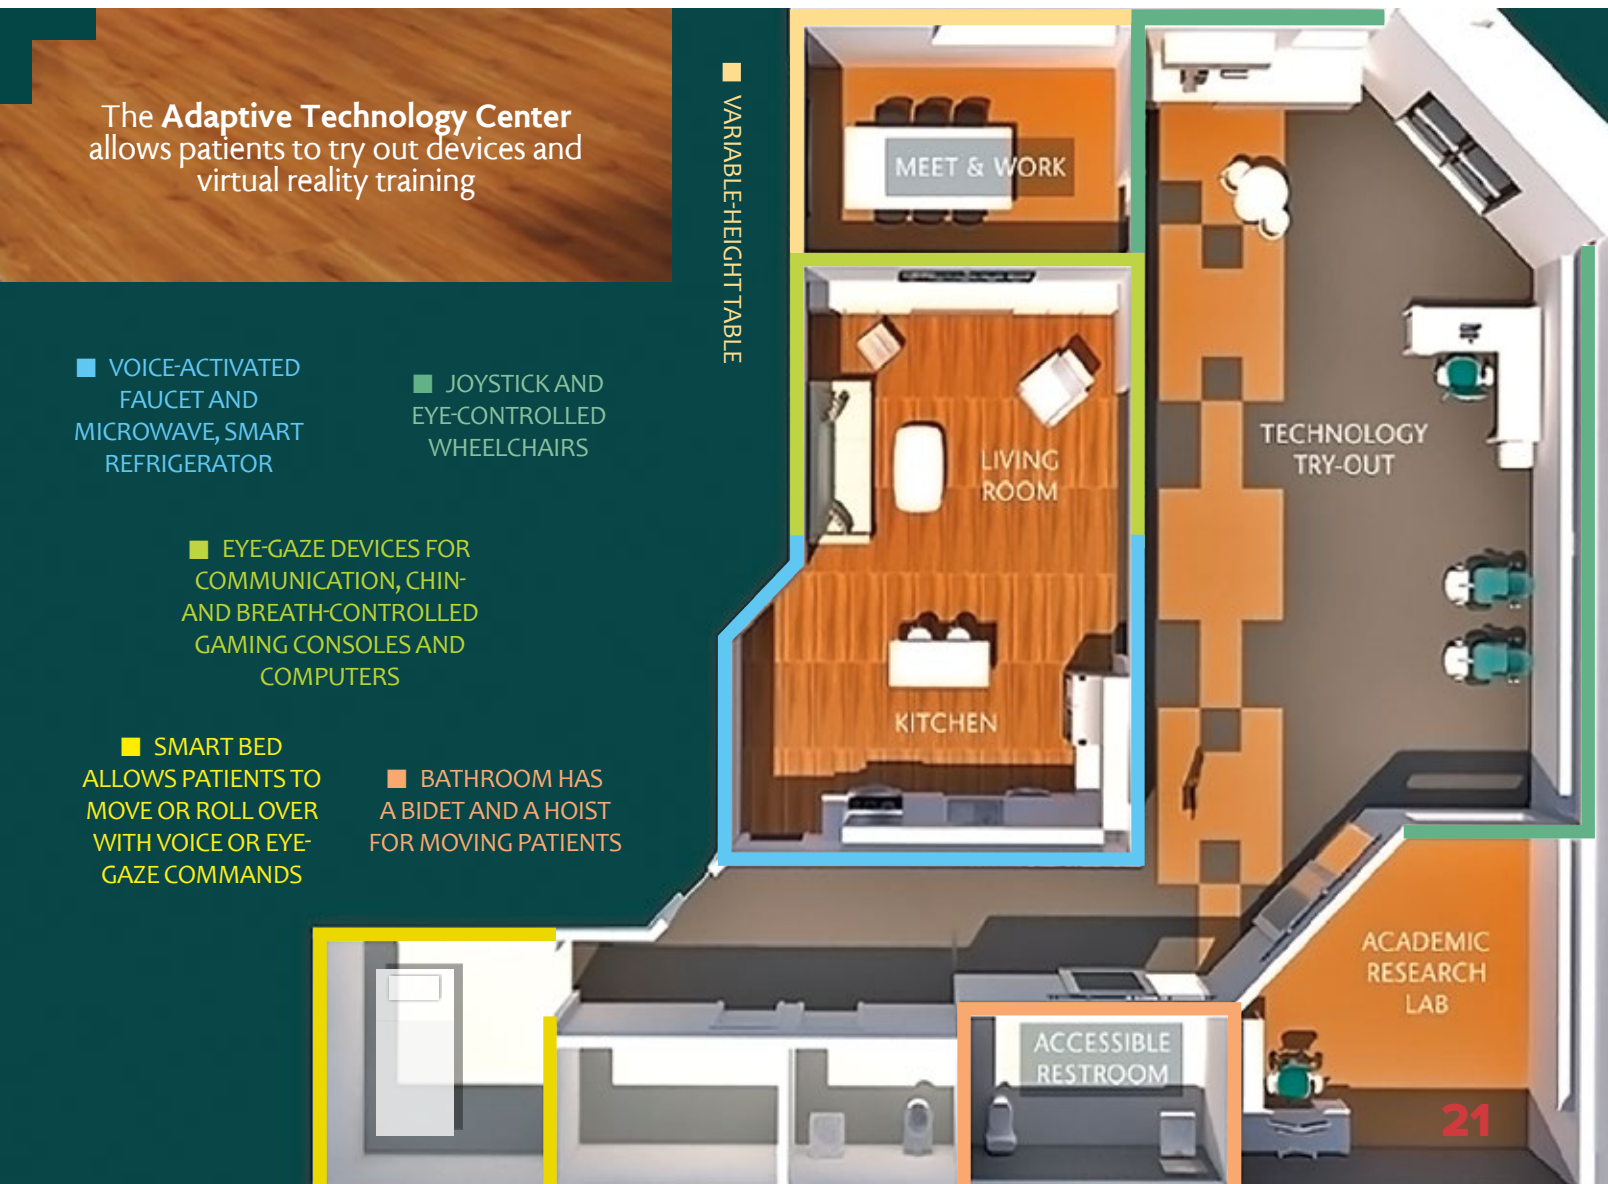 The Adaptive Technology Center
allows patients to try out devices and
virtual reality training
■ VARIABLE-HEIGHT TABLE
■ VOICE-ACTIVATED
FAUCET AND
MICROWAVE, SMART
REFRIGERATOR
■ JOYSTICK AND
EYE-CONTROLLED
WHEELCHAIRS
■ EYE-GAZE DEVICES FOR
COMMUNICATION, CHIN-
AND BREATH-CONTROLLED
GAMING CONSOLES AND
COMPUTERS
■ SMART BED
ALLOWS PATIENTS TO
MOVE OR ROLL OVER
WITH VOICE OR EYE-
GAZE COMMANDS
■ BATHROOM HAS
A BIDET AND A HOIST
FOR MOVING PATIENTS
MEET & WORK
LIVING
ROOM
TECHNOLOGY
TRY-OUT
KITCHEN
ACADEMIC
RESEARCH
LAB
ACCESSIBLE
RESTROOM
21